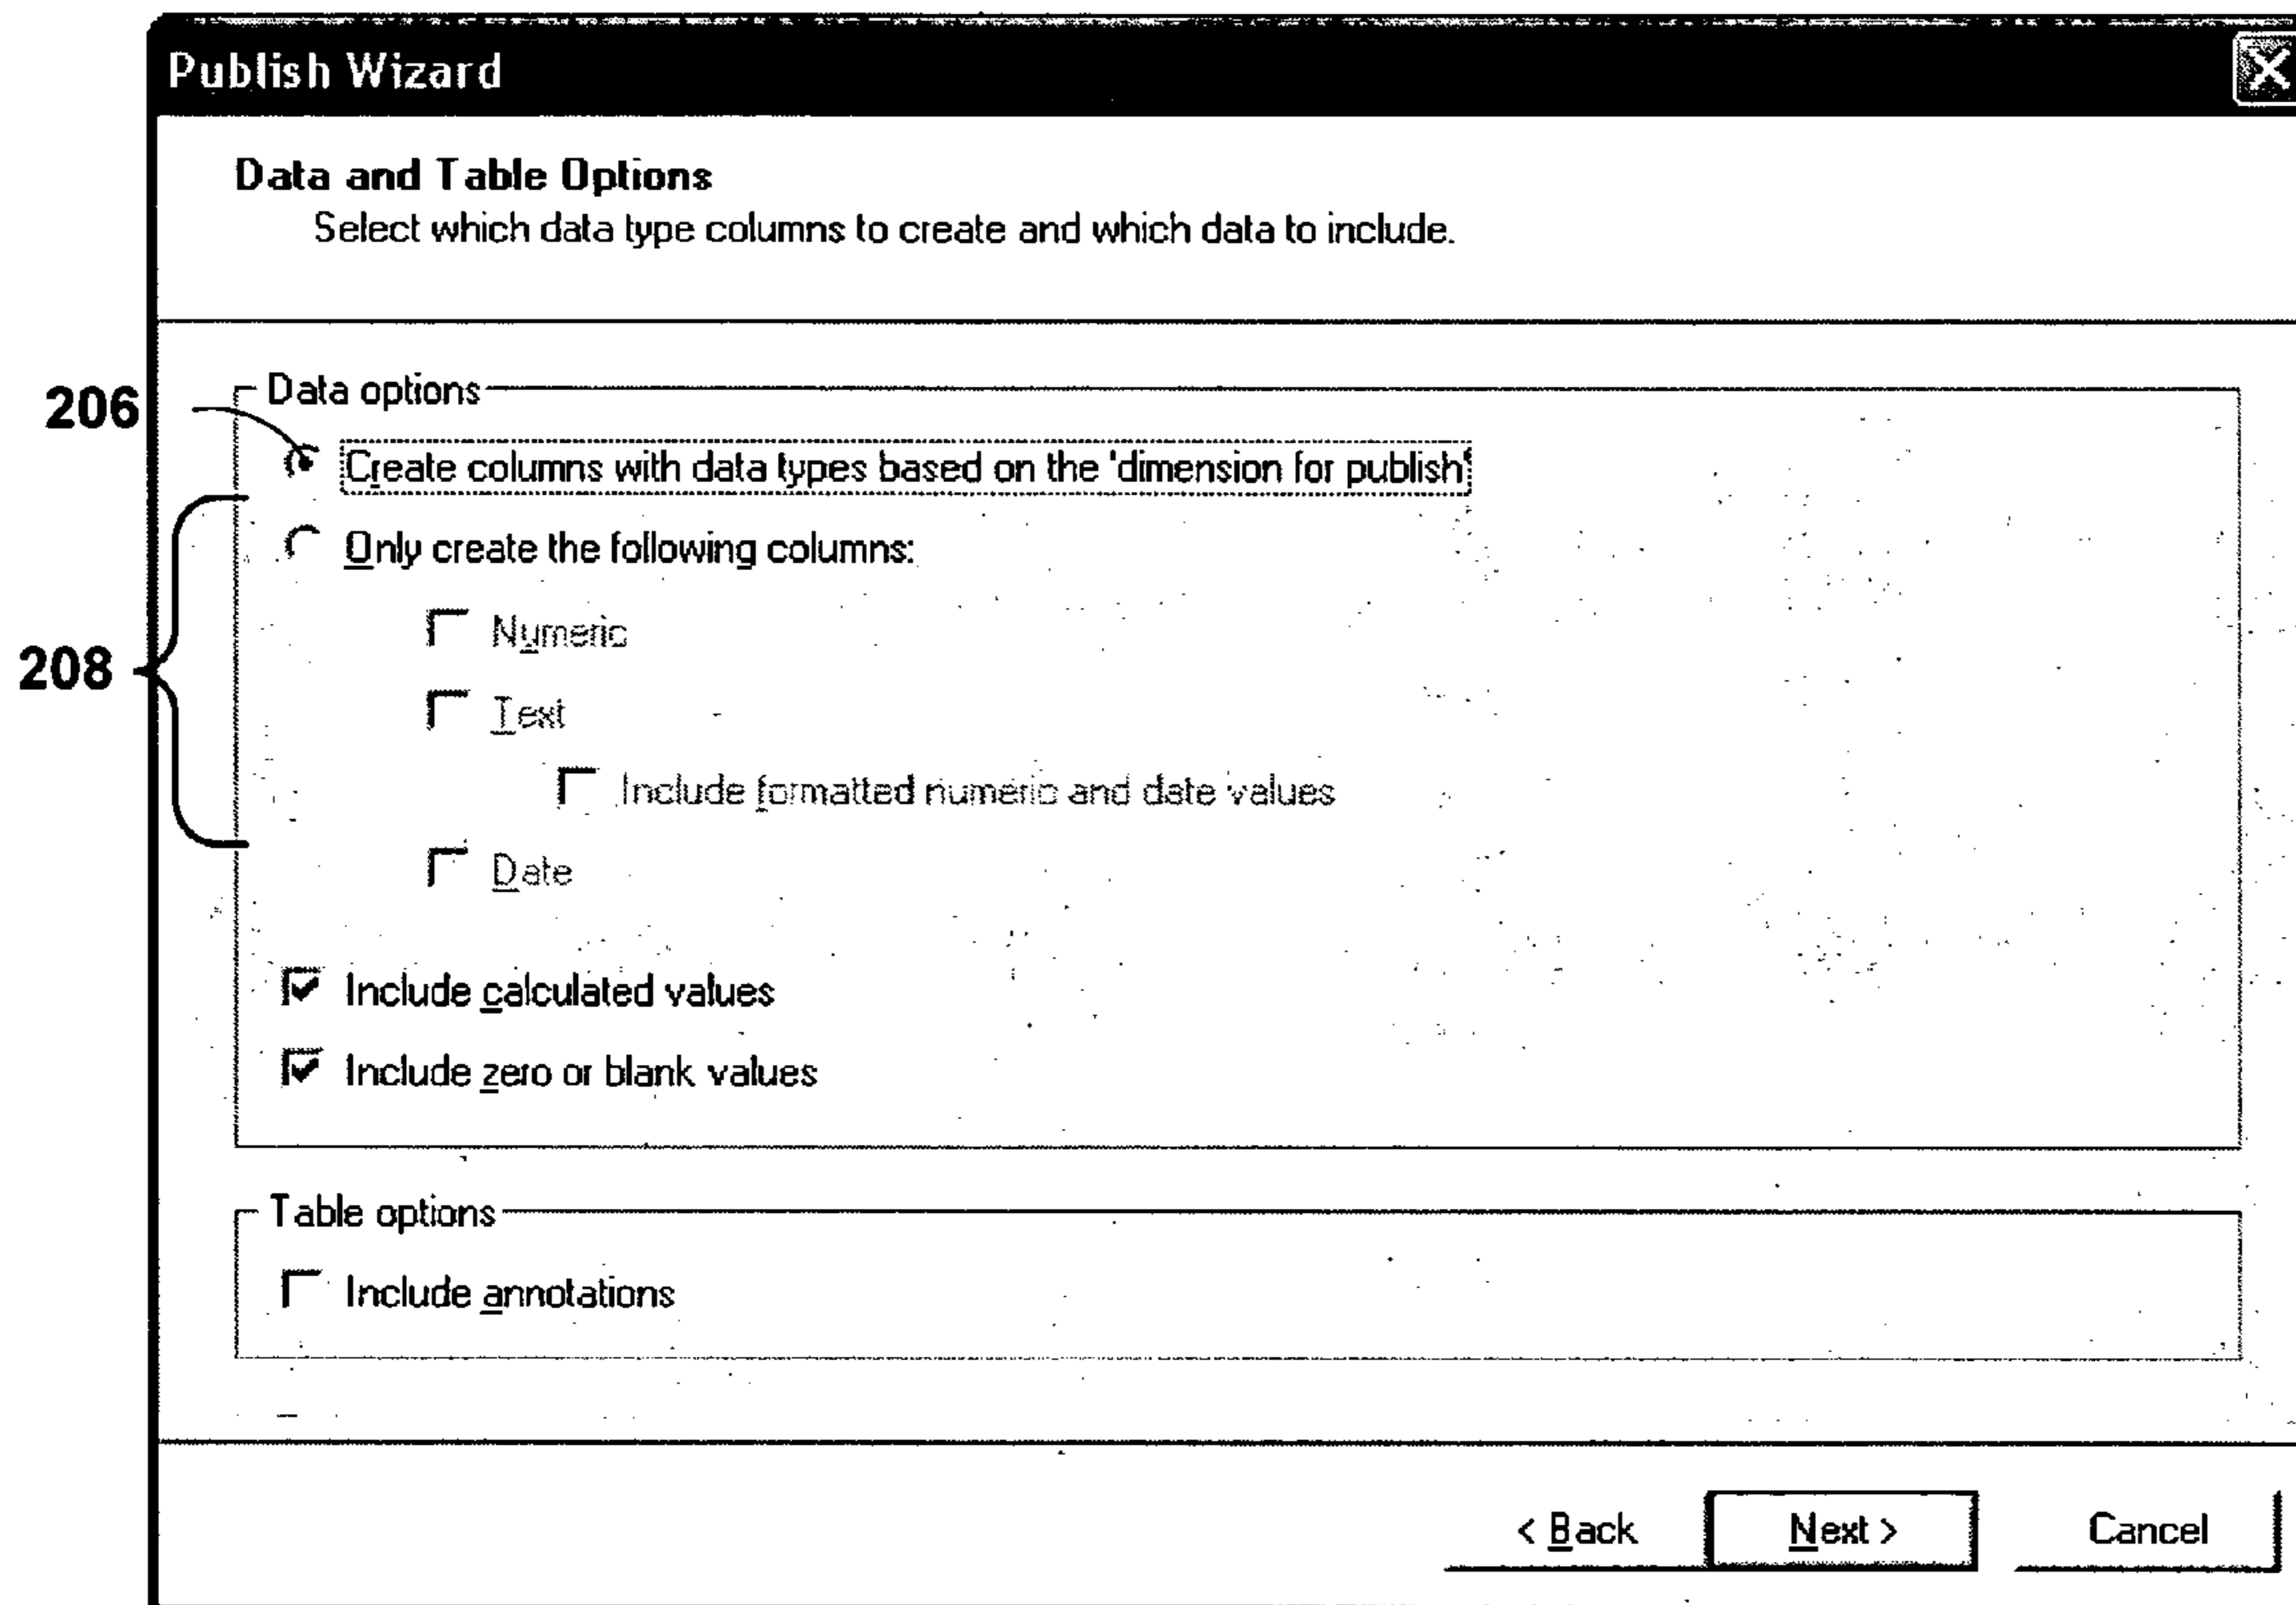 Publish Wizard
Data and Table Options
Select which data type columns to create and which data to include.
206
Data options
Create columns with data types based on the 'dimension for publish'
Only create the following columns:
208
Numeric
Text
Include formatted numeric and date values
Date
Include calculated values
Include zero or blank values
Table options
Include annotations
< Back
Next >
Cancel